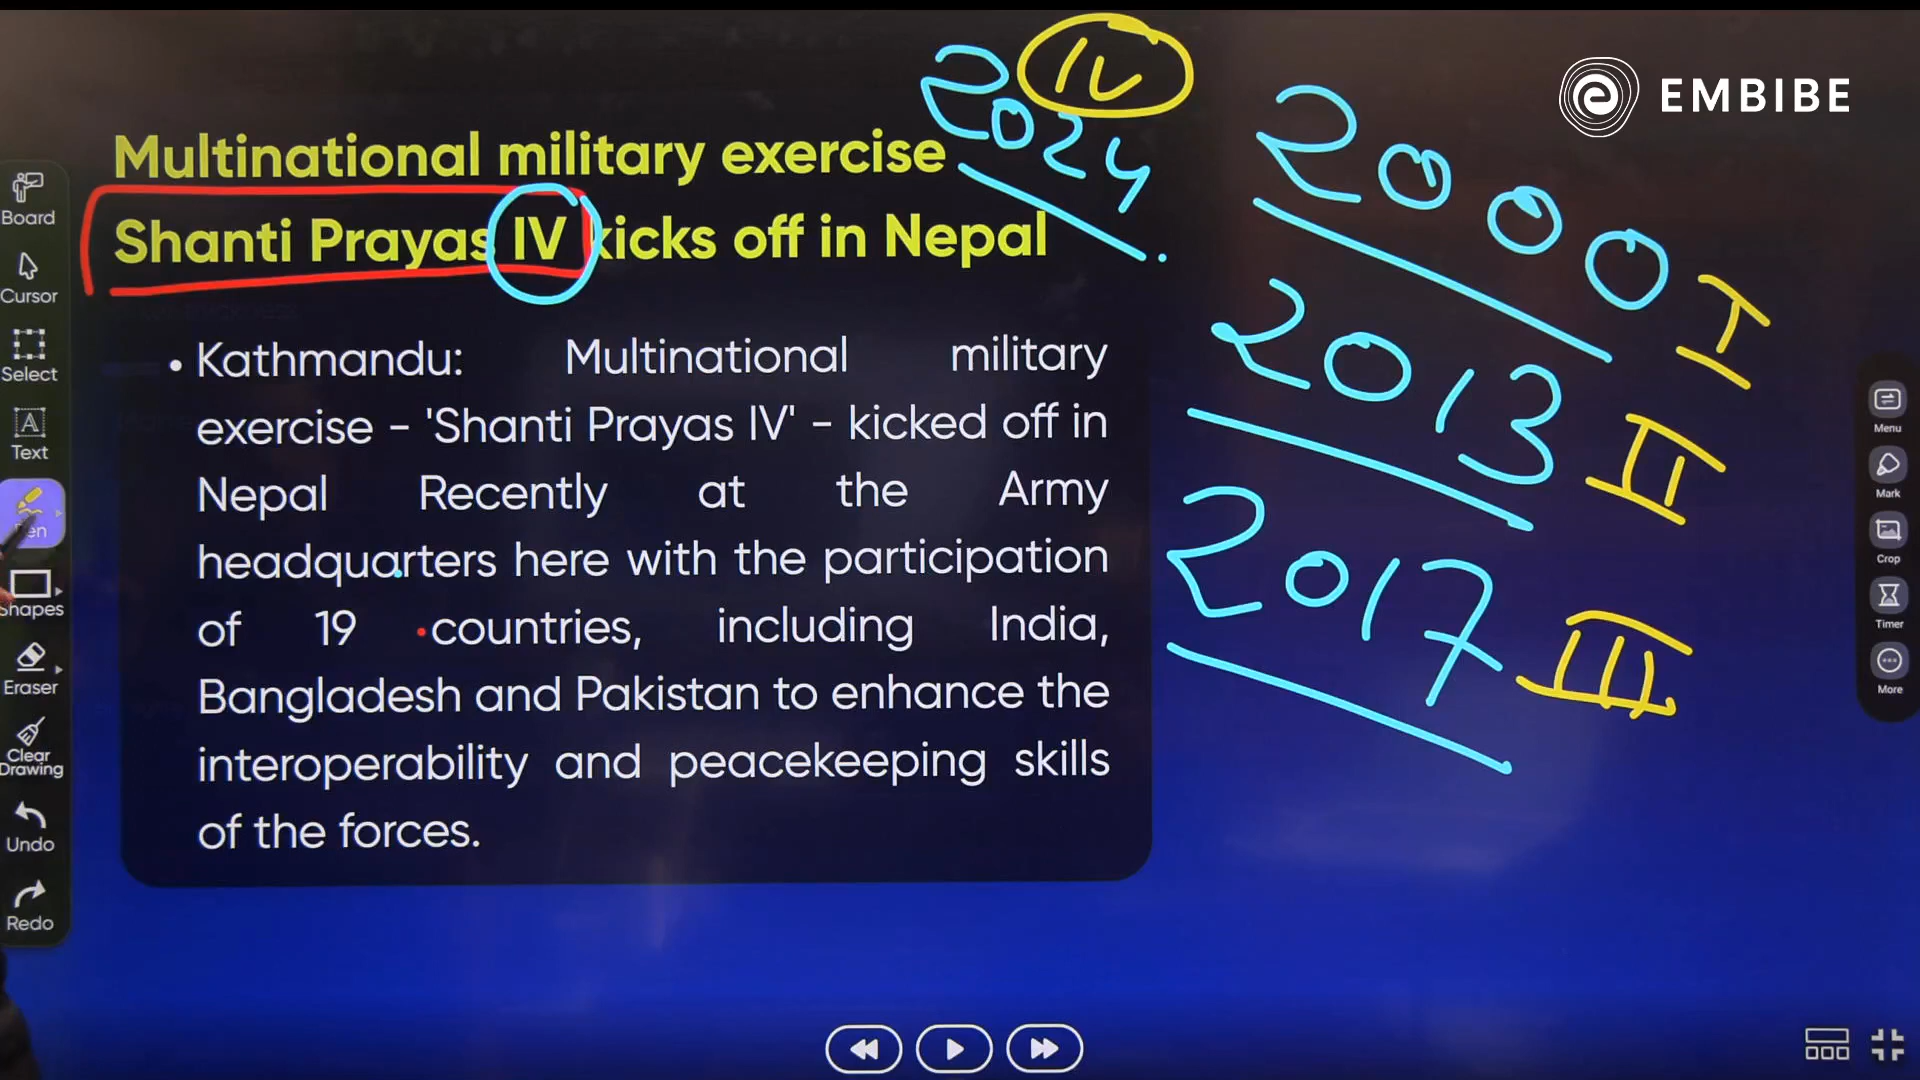 EMBIBE
IV
2024
2000 I
2013 II
2017 III
Multinational military exercise
Shanti Prayas IV kicks off in Nepal
• Kathmandu: Multinational military
exercise – 'Shanti Prayas IV' – kicked off in
Nepal Recently at the Army
headquarters here with the participation
of 19 countries, including India,
Bangladesh and Pakistan to enhance the
interoperability and peacekeeping skills
of the forces.
Board
Cursor
Select
A
Text
Pen
Shapes
Eraser
Clear
Drawing
Undo
Redo
Menu
Mark
Crop
Timer
More